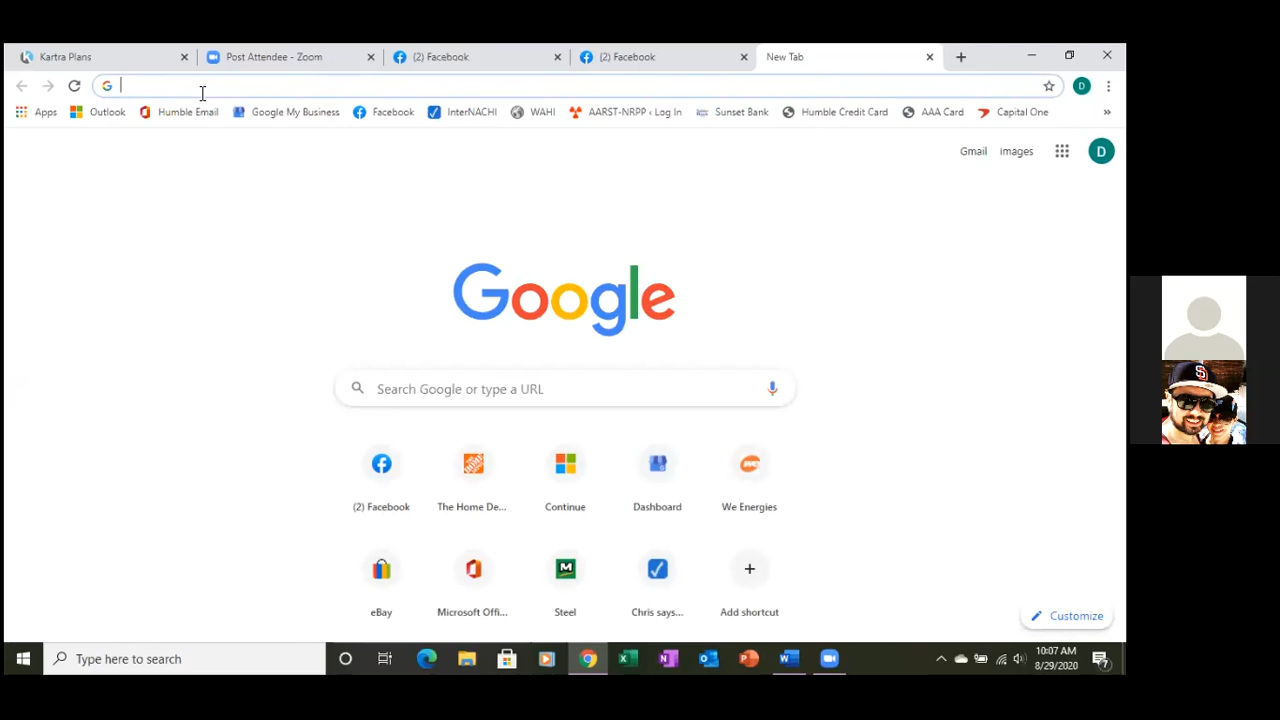 Kartra Plans
Post Attendee - Zoom
(2) Facebook
(2) Facebook
New Tab
Apps
Outlook
Humble Email
Google My Business
Facebook
InterNACHI
WAHI
AARST-NRPP ‹ Log In
Sunset Bank
Humble Credit Card
AAA Card
Capital One
»
Gmail
Images
D
D
Google
Search Google or type a URL
(2) Facebook
The Home De...
Continue
Dashboard
We Energies
eBay
Microsoft Offi...
Steel
Chris says...
Add shortcut
Customize
Type here to search
10:07 AM
8/29/2020